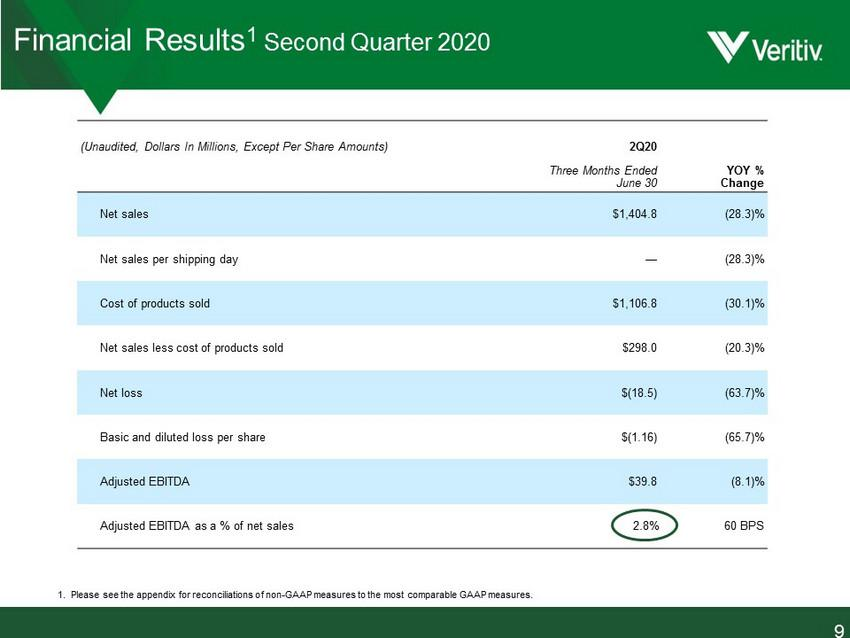 Financial Results1 Second Quarter 2020
Veritiv.
(Unaudited, Dollars In Millions, Except Per Share Amounts) 2Q20
Three Months Ended YOY %
June 30 Change
Net sales $1,404.8 (28.3)%
Net sales per shipping day — (28.3)%
Cost of products sold $1,106.8 (30.1)%
Net sales less cost of products sold $298.0 (20.3)%
Net loss $(18.5) (63.7)%
Basic and diluted loss per share $(1.16) (65.7)%
Adjusted EBITDA $39.8 (8.1)%
Adjusted EBITDA as a % of net sales 2.8% 60 BPS
1. Please see the appendix for reconciliations of non-GAAP measures to the most comparable GAAP measures.
9